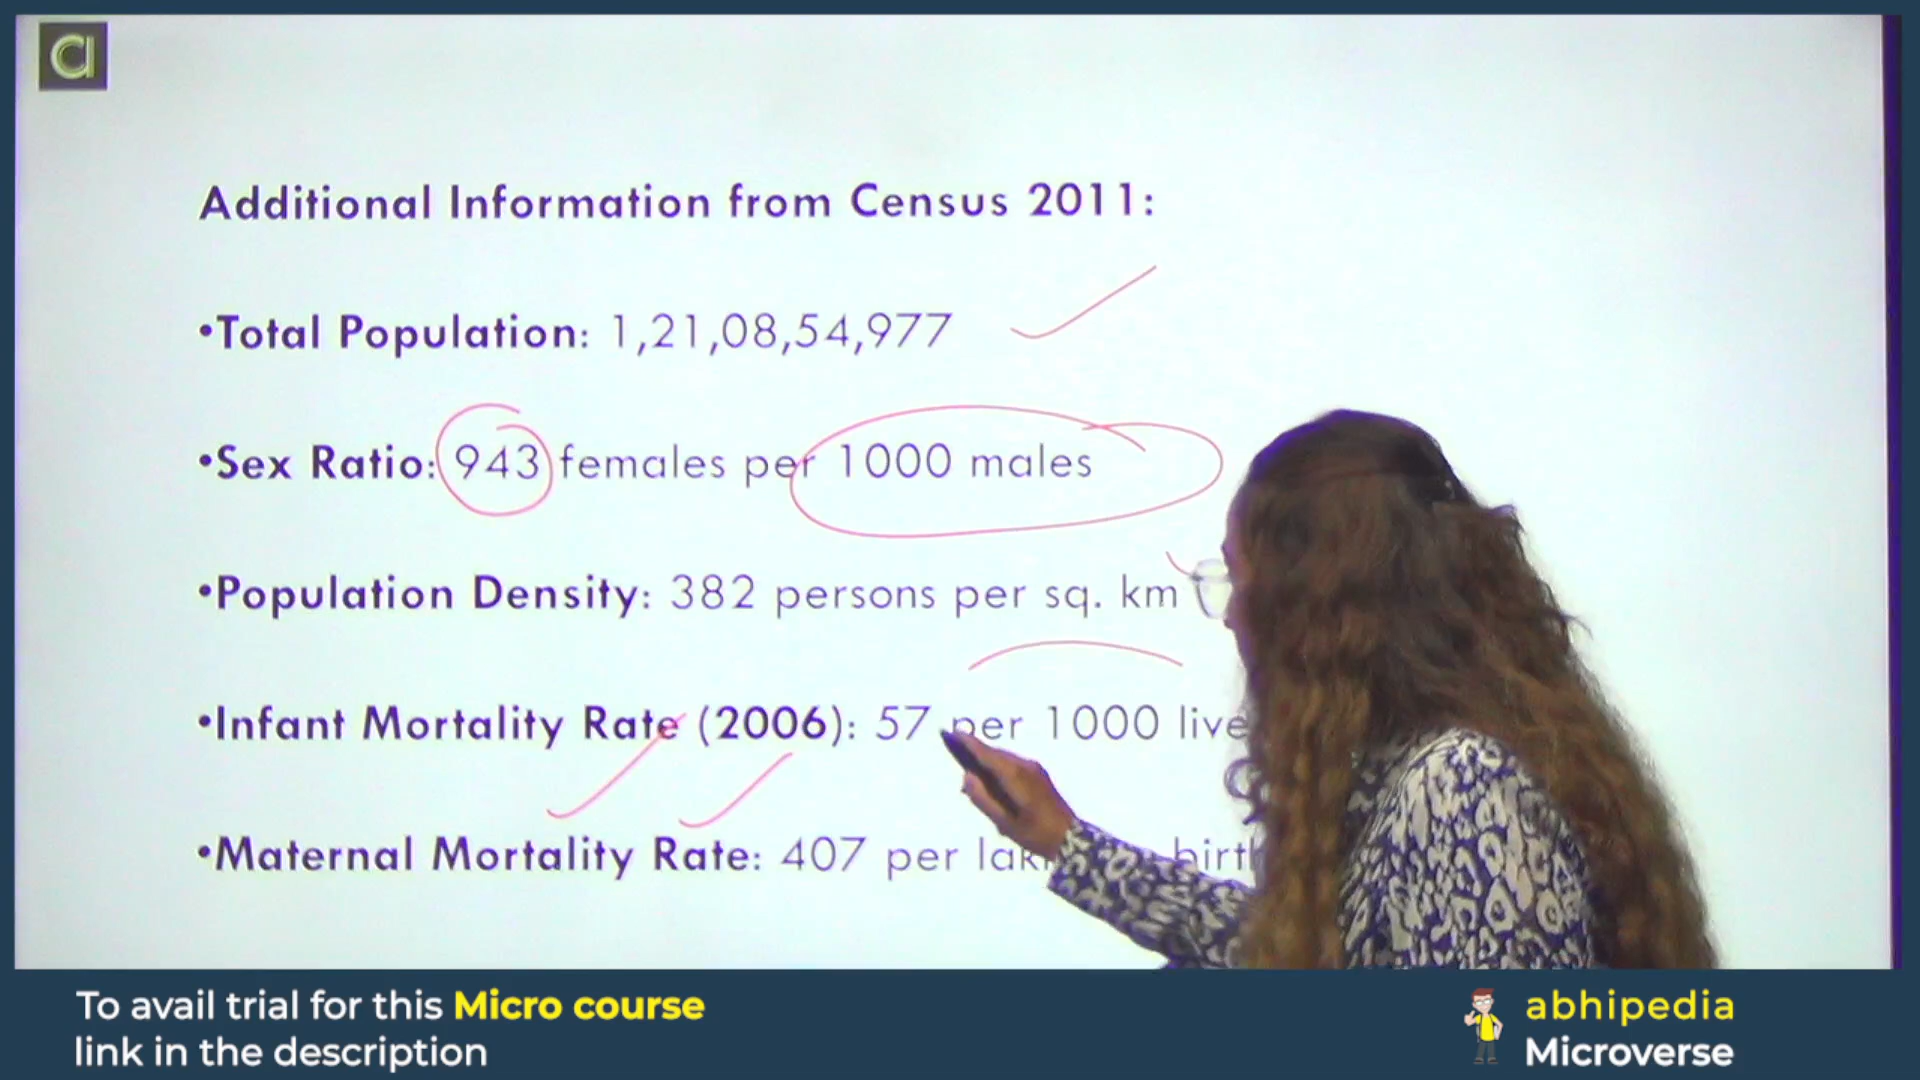 a
Additional Information from Census 2011:
•Total Population: 1,21,08,54,977
•Sex Ratio: 943 females per 1000 males
•Population Density: 382 persons per sq. km
•Infant Mortality Rate (2006): 57 per 1000 live
•Maternal Mortality Rate: 407 per
To avail trial for this Micro course
link in the description
abhipedia
Microverse